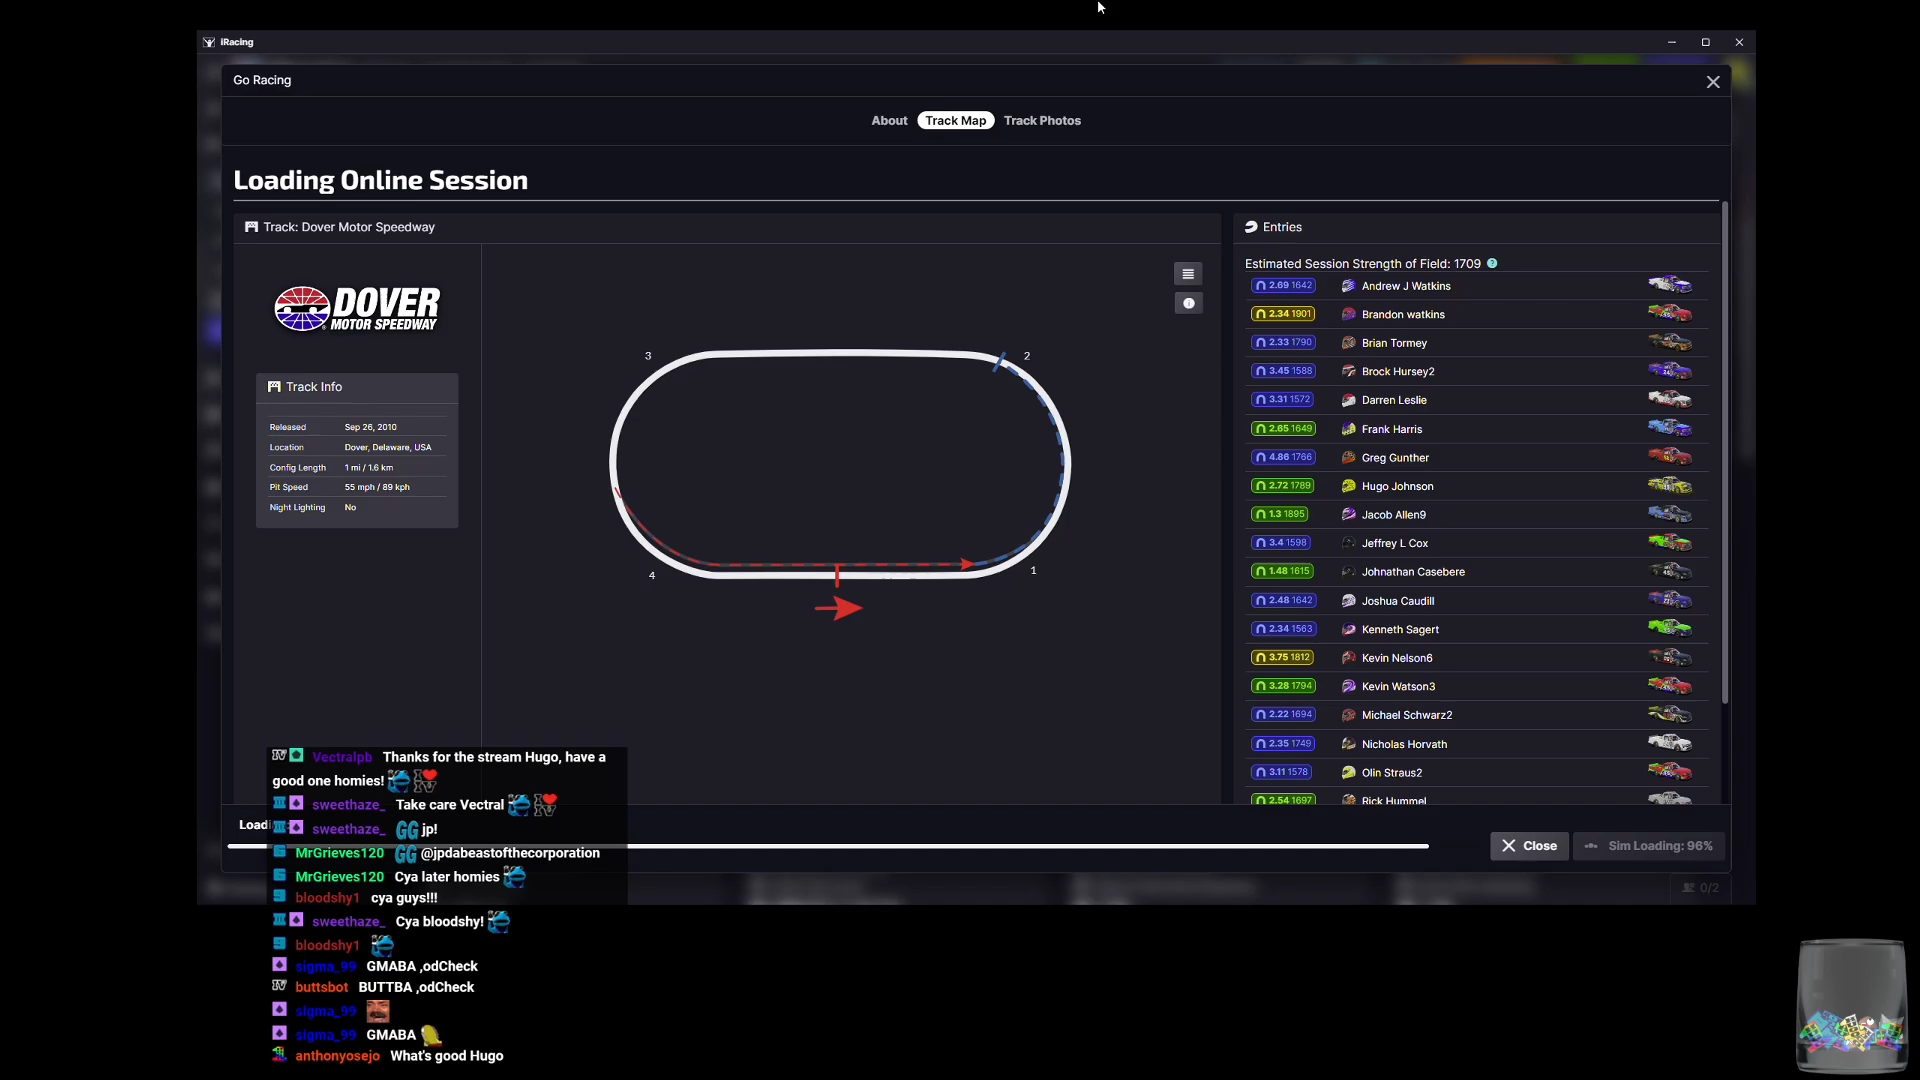 iRacing
Go Racing
About Track Map Track Photos
Loading Online Session
Track: Dover Motor Speedway
DOVER
MOTOR SPEEDWAY
Track Info
Released Sep 26, 2010
Location Dover, Delaware, USA
Config Length 1 mi / 1.6 km
Pit Speed 55 mph / 89 kph
Night Lighting No
3
2
4
1
Entries
Estimated Session Strength of Field: 1709 ?
2.69 1642 Andrew J Watkins
2.34 1901 Brandon watkins
2.33 1790 Brian Tormey
3.45 1588 Brock Hursey2
3.31 1572 Darren Leslie
2.65 1649 Frank Harris
4.86 1766 Greg Gunther
2.72 1789 Hugo Johnson
1.3 1895 Jacob Allen9
3.4 1598 Jeffrey L Cox
1.48 1615 Johnathan Casebere
2.48 1642 Joshua Caudill
2.34 1563 Kenneth Sagert
3.75 1812 Kevin Nelson6
3.28 1794 Kevin Watson3
2.22 1694 Michael Schwarz2
2.35 1749 Nicholas Horvath
3.11 1578 Olin Straus2
2.54 1697 Rick Hummel
Loadi
Close
Sim Loading: 96%
0/2
Vectralpb Thanks for the stream Hugo, have a
good one homies!
sweethaze_ Take care Vectral
sweethaze_ GG jp!
MrGrieves120 GG @jpdabeastofthecorporation
MrGrieves120 Cya later homies
bloodshy1 cya guys!!!
sweethaze_ Cya bloodshy!
bloodshy1
sigma_99 GMABA ,odCheck
buttsbot BUTTBA ,odCheck
sigma_99
sigma_99 GMABA
anthonyosejo What's good Hugo